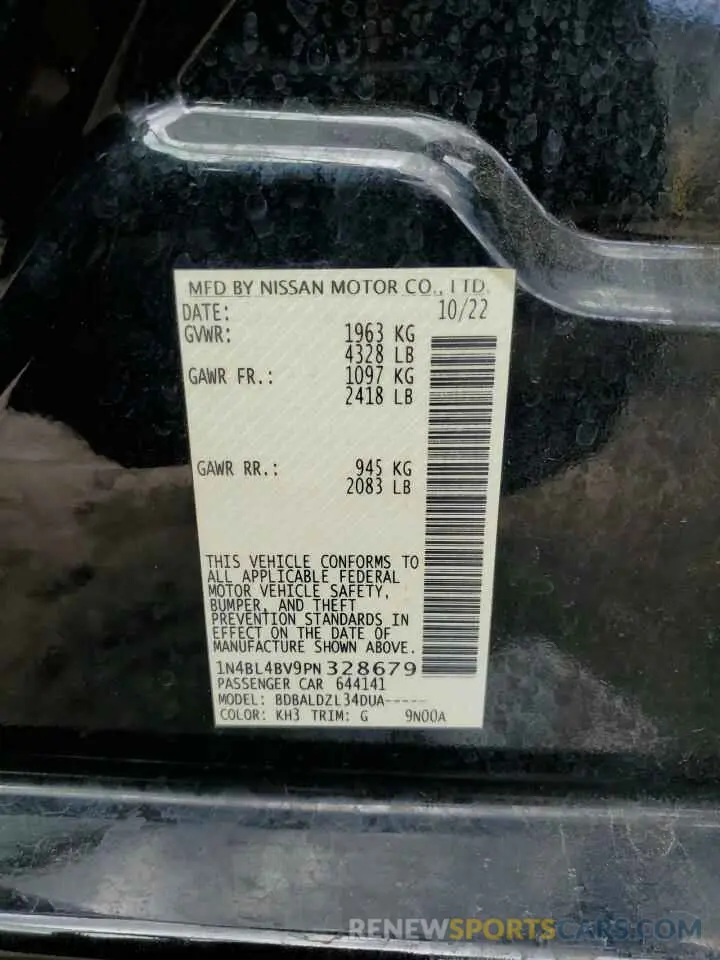 MFD BY NISSAN MOTOR CO., LTD.
DATE: 10/22
GVWR: 1963 KG
4328 LB
GAWR FR.: 1097 KG
2418 LB
GAWR RR.: 945 KG
2083 LB
THIS VEHICLE CONFORMS TO
ALL APPLICABLE FEDERAL
MOTOR VEHICLE SAFETY,
BUMPER, AND THEFT
PREVENTION STANDARDS IN
EFFECT ON THE DATE OF
MANUFACTURE SHOWN ABOVE.
1N4BL4BV9PN328679
PASSENGER CAR 644141
MODEL: BDBALDZL34DUA-----
COLOR: KH3 TRIM: G 9N00A
RENEWSPORTSCARS.COM